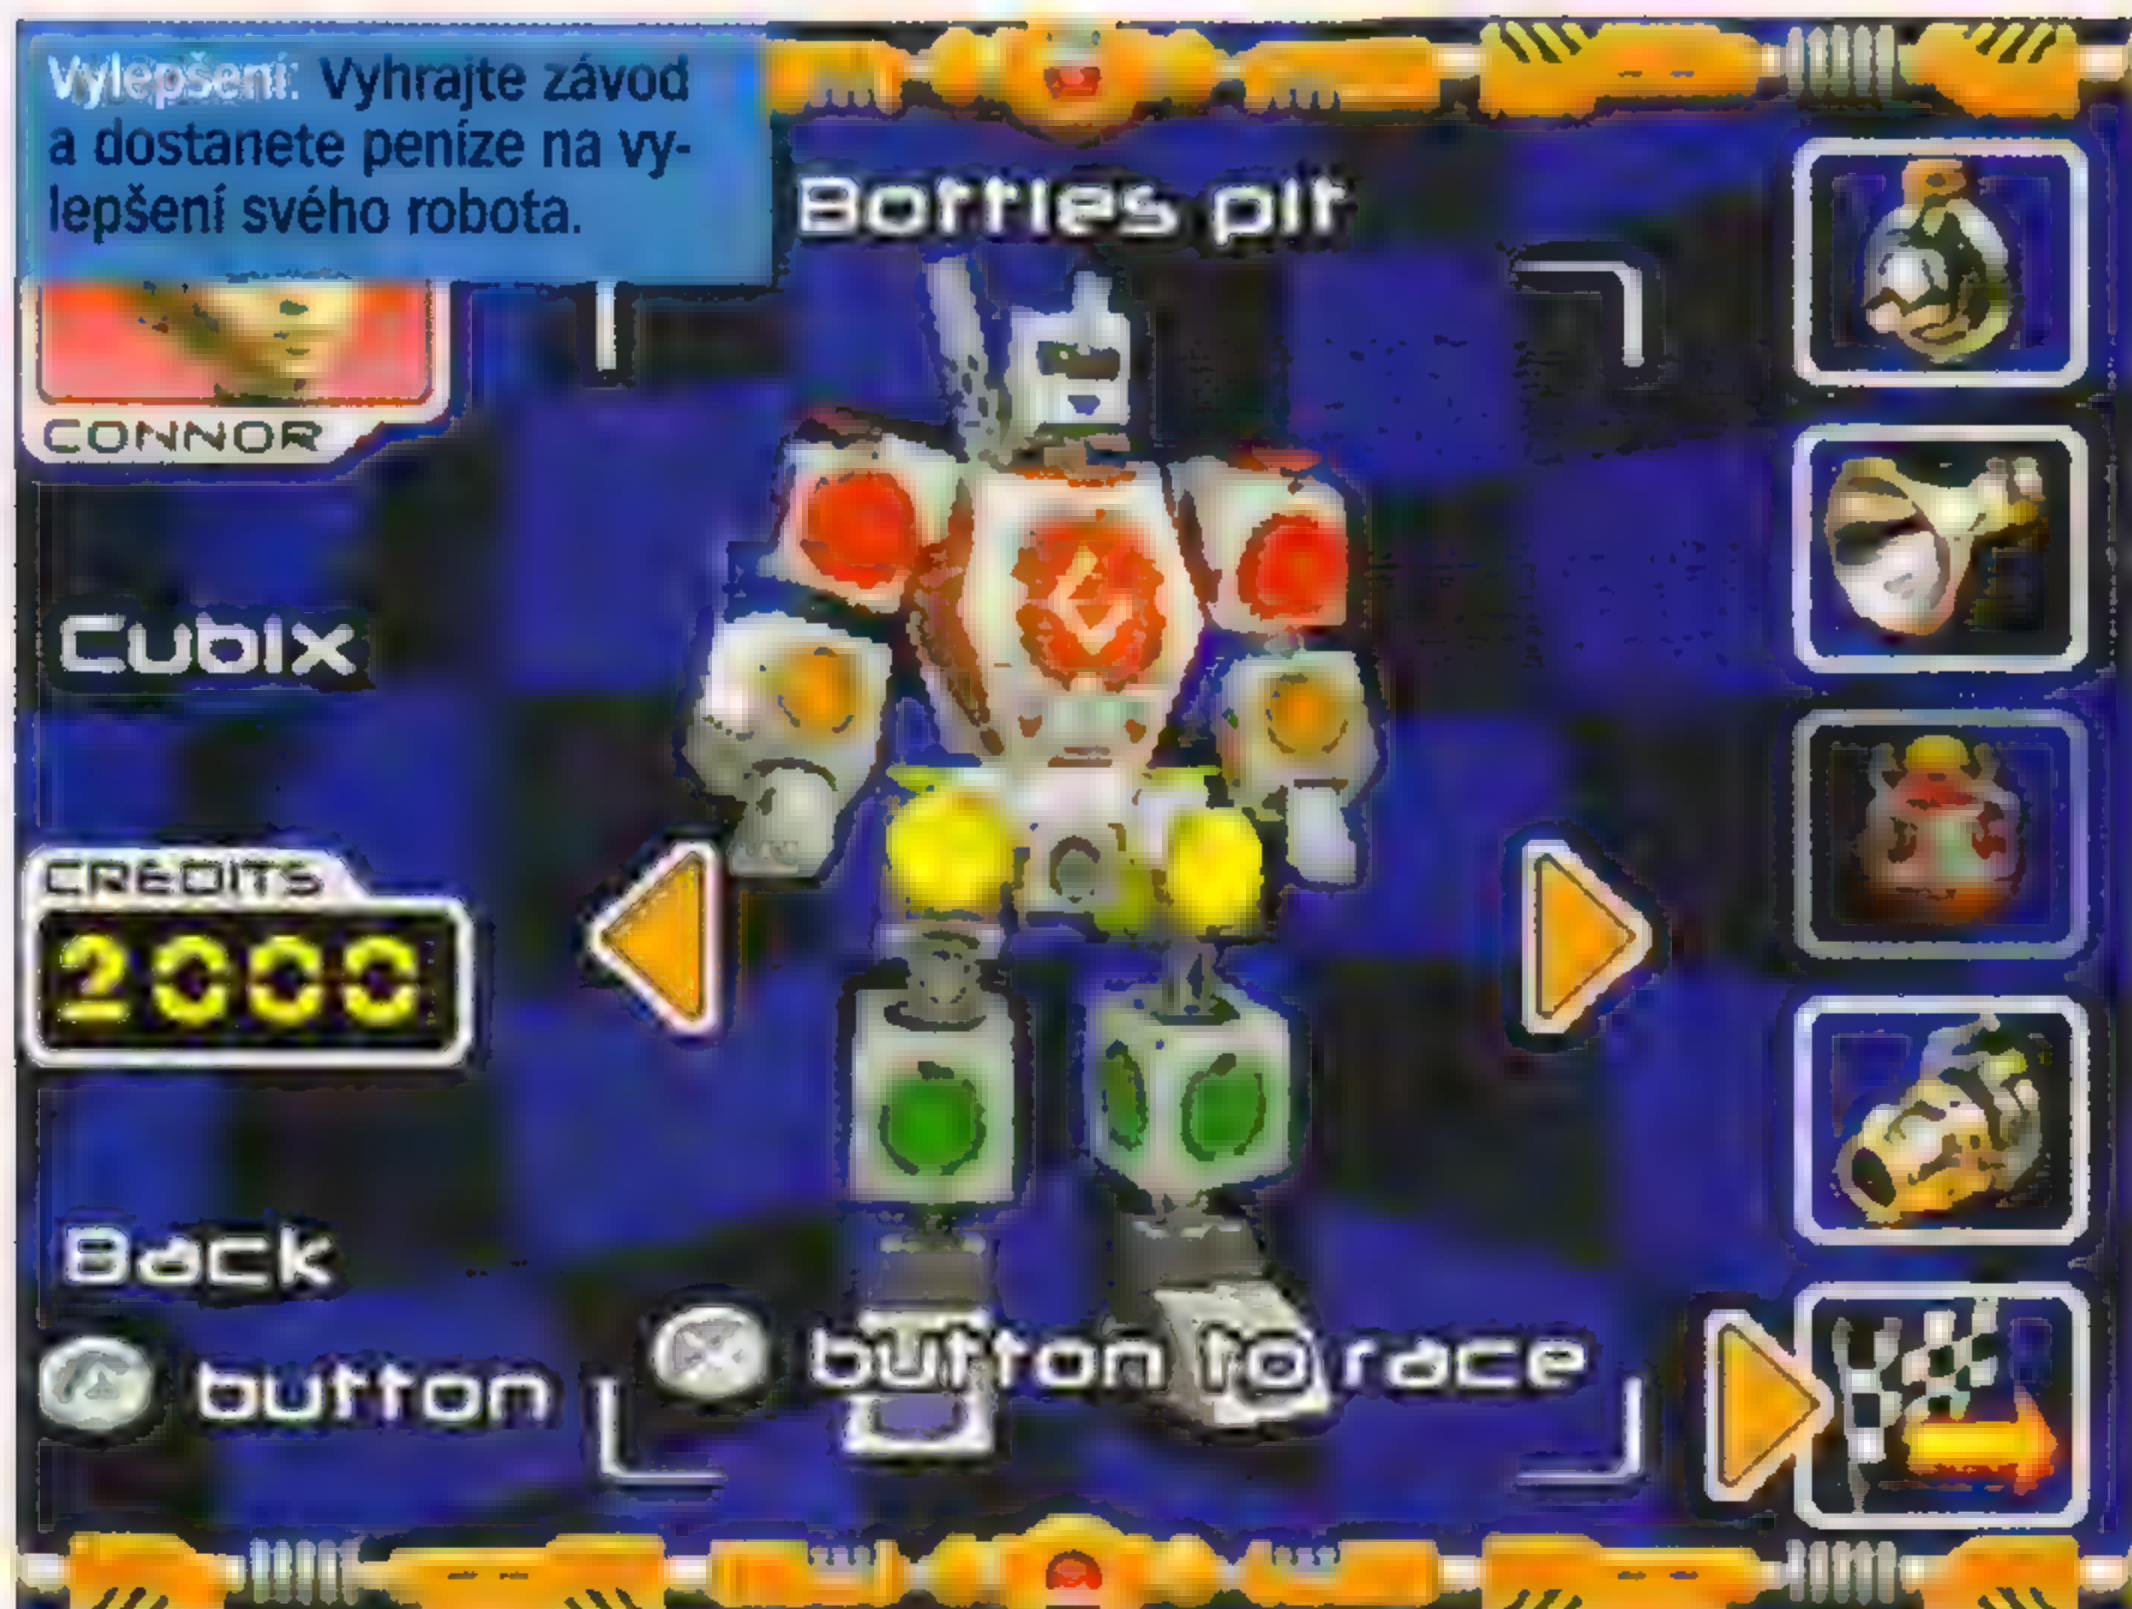 Vylepšení: Vyhrajte závod
a dostanete peníze na vy-
lepšení svého robota.
Bottles pit
CONNOR
Cubix
CREDITS
2000
Back
button
button to race